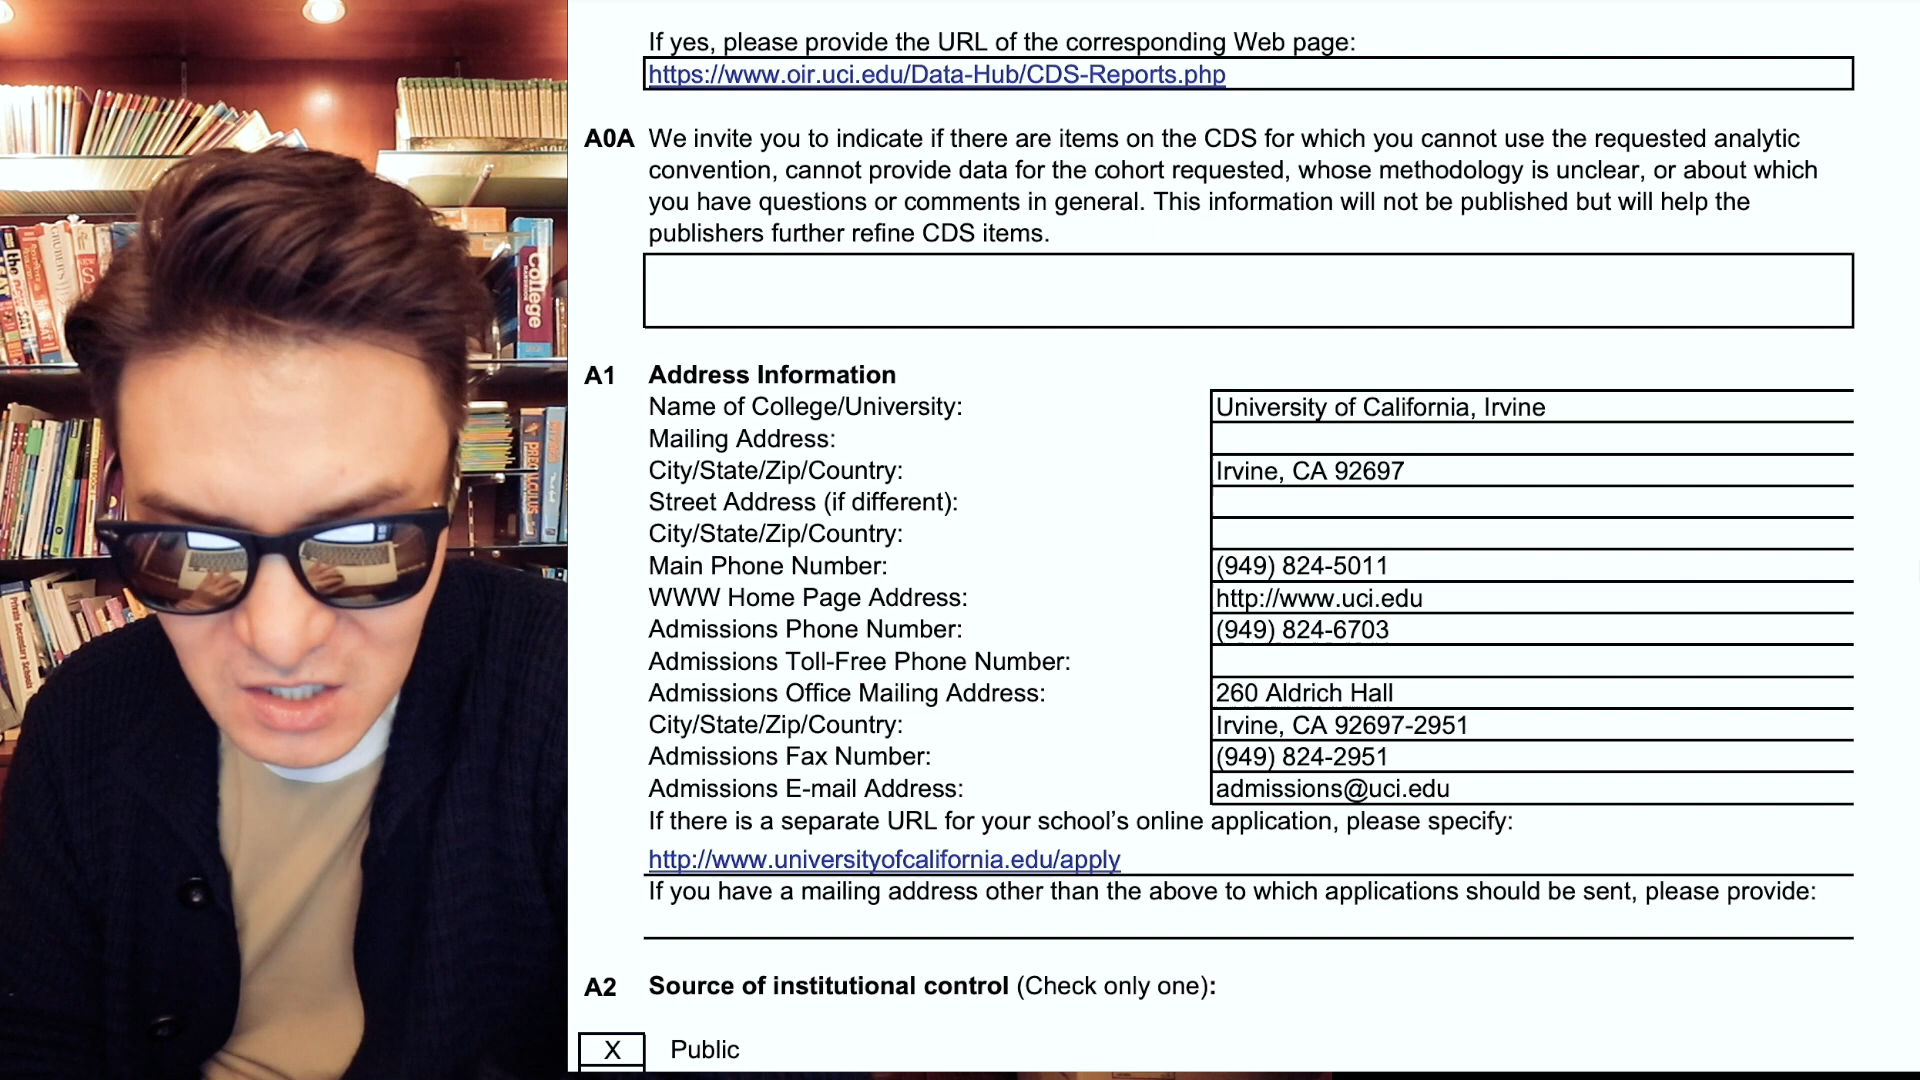 If yes, please provide the URL of the corresponding Web page:
https://www.oir.uci.edu/Data-Hub/CDS-Reports.php
A0A We invite you to indicate if there are items on the CDS for which you cannot use the requested analytic
convention, cannot provide data for the cohort requested, whose methodology is unclear, or about which
you have questions or comments in general. This information will not be published but will help the
publishers further refine CDS items.
A1 Address Information
Name of College/University: University of California, Irvine
Mailing Address:
City/State/Zip/Country: Irvine, CA 92697
Street Address (if different):
City/State/Zip/Country:
Main Phone Number: (949) 824-5011
WWW Home Page Address: http://www.uci.edu
Admissions Phone Number: (949) 824-6703
Admissions Toll-Free Phone Number:
Admissions Office Mailing Address: 260 Aldrich Hall
City/State/Zip/Country: Irvine, CA 92697-2951
Admissions Fax Number: (949) 824-2951
Admissions E-mail Address: admissions@uci.edu
If there is a separate URL for your school’s online application, please specify:
http://www.universityofcalifornia.edu/apply
If you have a mailing address other than the above to which applications should be sent, please provide:
A2 Source of institutional control (Check only one):
X Public
College
Private Secondary Schools